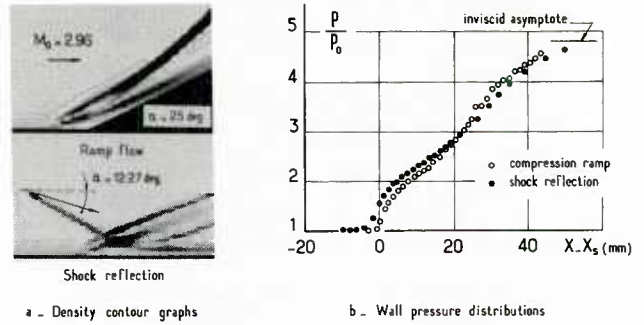 M₀ = 2.96
α = 25 deg
Ramp flow
α = 12.27 deg
Shock reflection
a _ Density contour graphs
P
P₀
inviscid asymptote
5
4
3
2
1
compression ramp
shock reflection
-20
0
20
40
X_Xs (mm)
b _ Wall pressure distributions